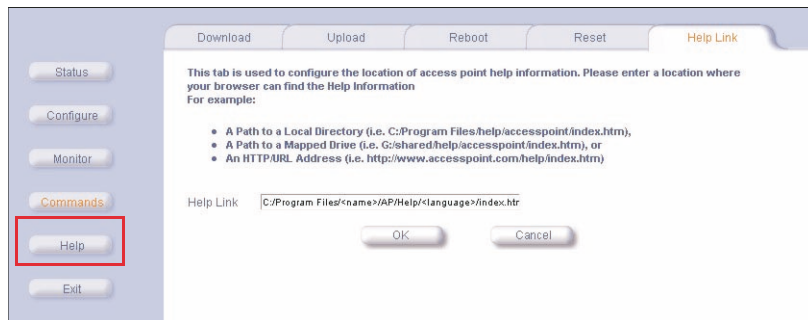 Download Upload Reboot Reset Help Link
Status
Configure
Monitor
Commands
Help
Exit
This tab is used to configure the location of access point help information. Please enter a location where
your browser can find the Help Information
For example:
• A Path to a Local Directory (i.e. C:/Program Files/help/accesspoint/index.htm),
• A Path to a Mapped Drive (i.e. G:/shared/help/accesspoint/index.htm), or
• An HTTP/URL Address (i.e. http://www.accesspoint.com/help/index.htm)
Help Link C:/Program Files/<name>/AP/Help/<language>/index.htr
OK Cancel